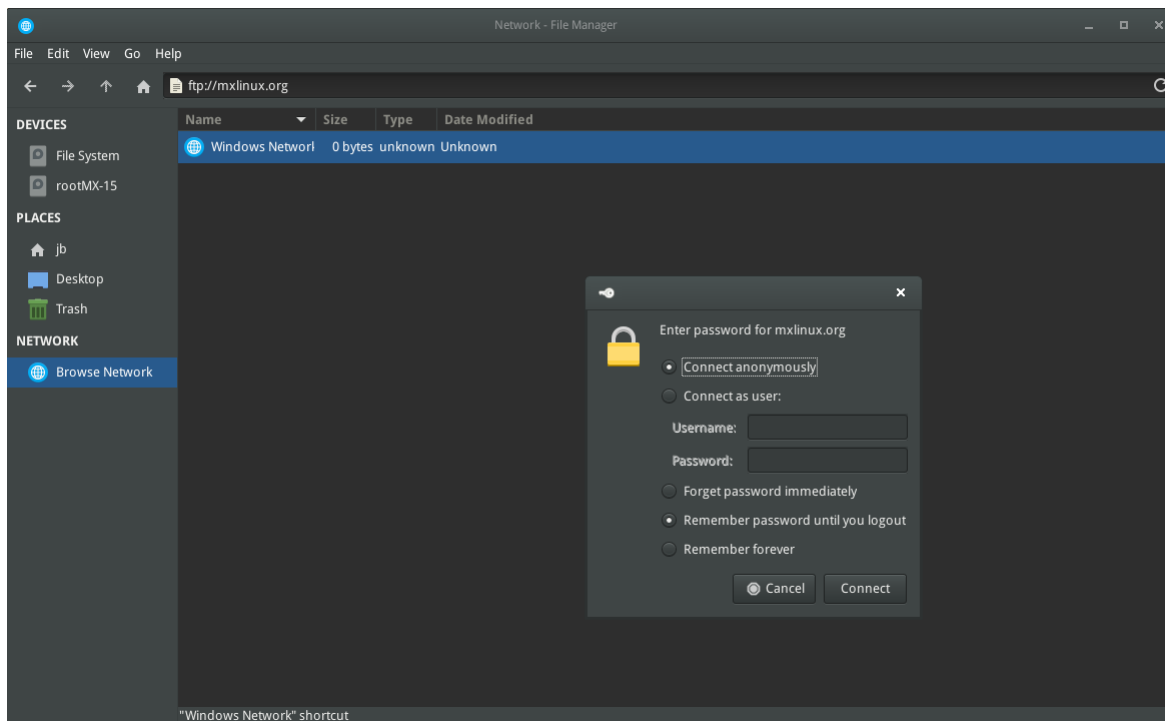 Network - File Manager
File Edit View Go Help
ftp://mxlinux.org
DEVICES
File System
rootMX-15
PLACES
jb
Desktop
Trash
NETWORK
Browse Network
Name Size Type Date Modified
Windows Network 0 bytes unknown Unknown
Enter password for mxlinux.org
Connect anonymously
Connect as user:
Username:
Password:
Forget password immediately
Remember password until you logout
Remember forever
Cancel Connect
"Windows Network" shortcut